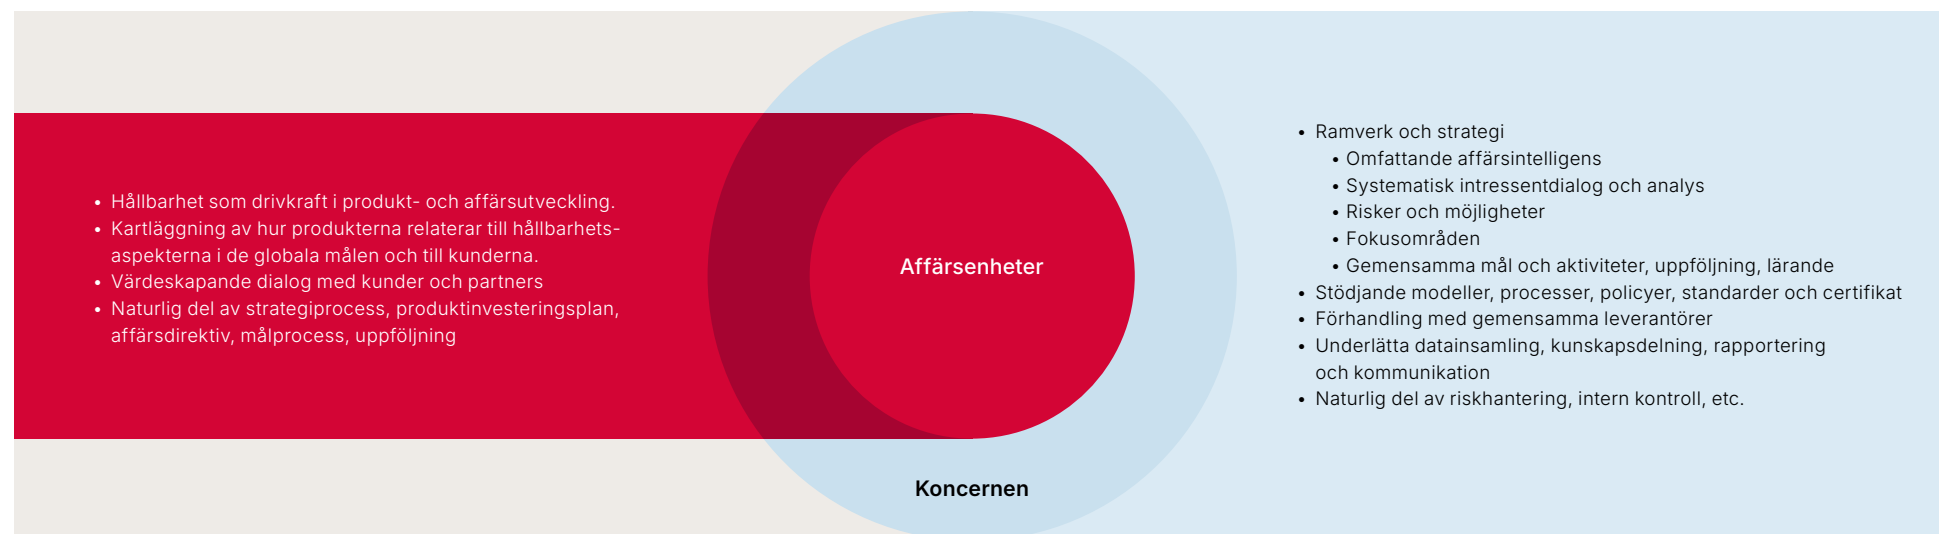 • Hållbarhet som drivkraft i produkt- och affärsutveckling.
• Kartläggning av hur produkterna relaterar till hållbarhets-
aspekterna i de globala målen och till kunderna.
• Värdeskapande dialog med kunder och partners
• Naturlig del av strategiprocess, produktinvesteringsplan,
affärsdirektiv, målprocess, uppföljning
Affärsenheter
Koncernen
• Ramverk och strategi
• Omfattande affärsintelligens
• Systematisk intressentdialog och analys
• Risker och möjligheter
• Fokusområden
• Gemensamma mål och aktiviteter, uppföljning, lärande
• Stödjande modeller, processer, policyer, standarder och certifikat
• Förhandling med gemensamma leverantörer
• Underlätta datainsamling, kunskapsdelning, rapportering
och kommunikation
• Naturlig del av riskhantering, intern kontroll, etc.